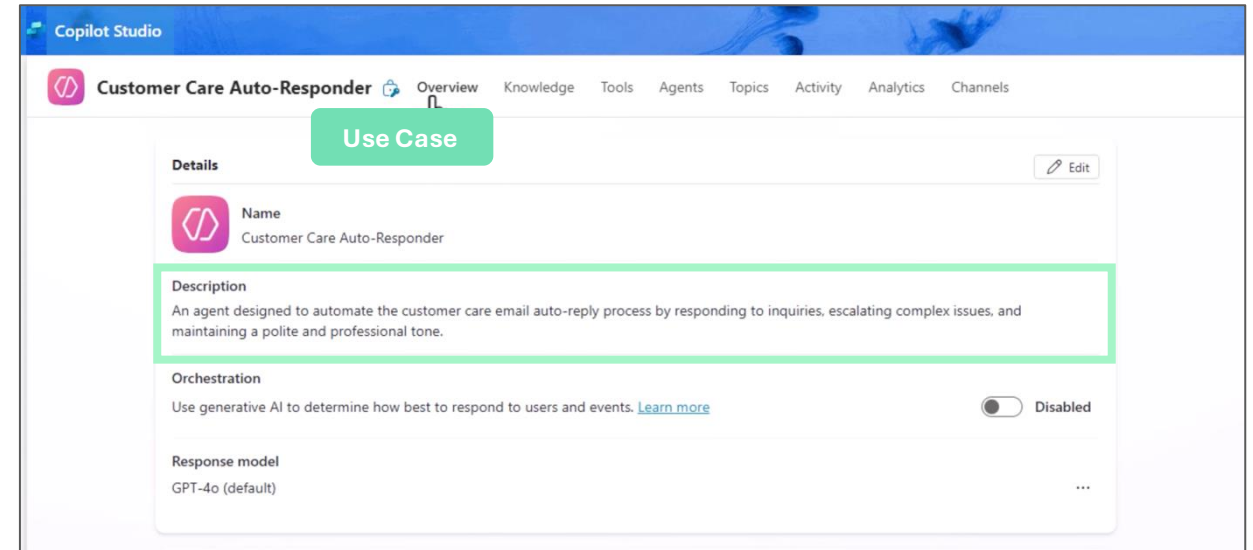 Copilot Studio
Customer Care Auto-Responder Overview Knowledge Tools Agents Topics Activity Analytics Channels
Use Case
Details Edit
Name
Customer Care Auto-Responder
Description
An agent designed to automate the customer care email auto-reply process by responding to inquiries, escalating complex issues, and
maintaining a polite and professional tone.
Orchestration
Use generative AI to determine how best to respond to users and events. Learn more Disabled
Response model
GPT-4o (default) ...